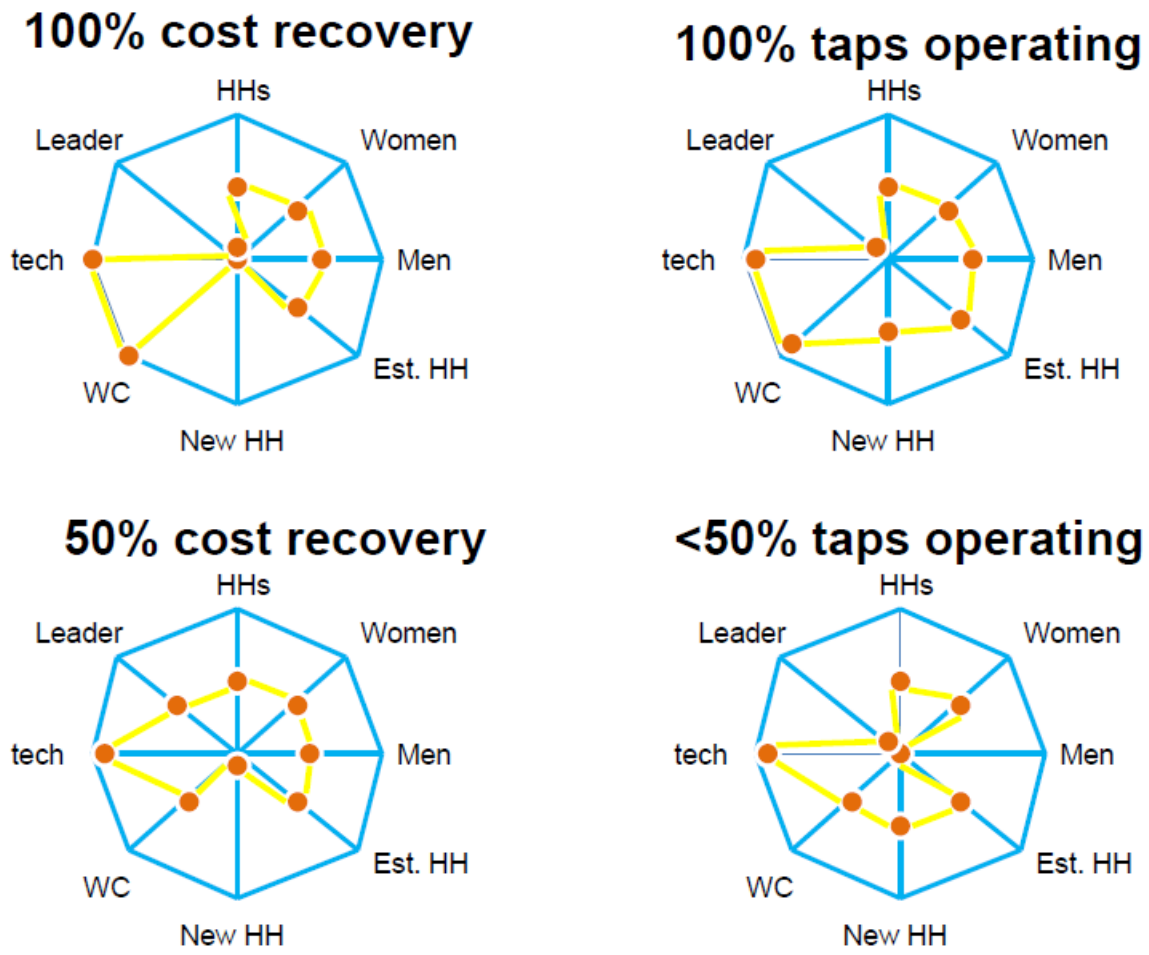 100% cost recovery
HHs
Leader
Women
tech
Men
WC
Est. HH
New HH
100% taps operating
HHs
Leader
Women
tech
Men
WC
Est. HH
New HH
50% cost recovery
HHs
Leader
Women
tech
Men
WC
Est. HH
New HH
<50% taps operating
HHs
Leader
Women
tech
Men
WC
Est. HH
New HH